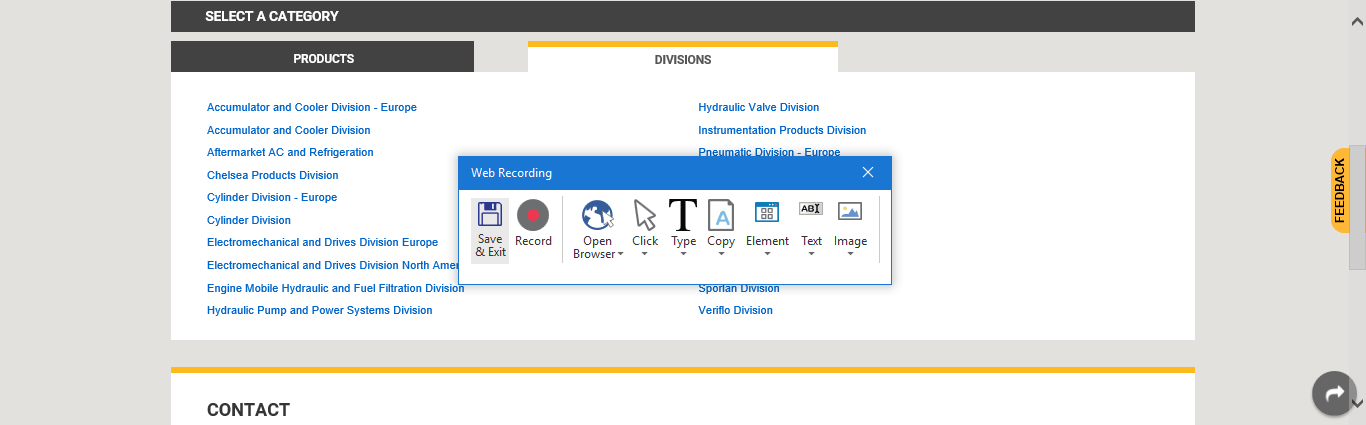 SELECT A CATEGORY
PRODUCTS
DIVISIONS
Accumulator and Cooler Division - Europe
Accumulator and Cooler Division
Aftermarket AC and Refrigeration
Chelsea Products Division
Cylinder Division - Europe
Cylinder Division
Electromechanical and Drives Division Europe
Electromechanical and Drives Division North
Engine Mobile Hydraulic and Fuel Filtration Division
Hydraulic Pump and Power Systems Division
Hydraulic Valve Division
Instrumentation Products Division
Pneumatic Division - Europe
Sporlan Division
Veriflo Division
Web Recording
Save
& Exit
Record
Open
Browser
Click
Type
Copy
Element
Text
Image
T
A
AB
FEEDBACK
CONTACT